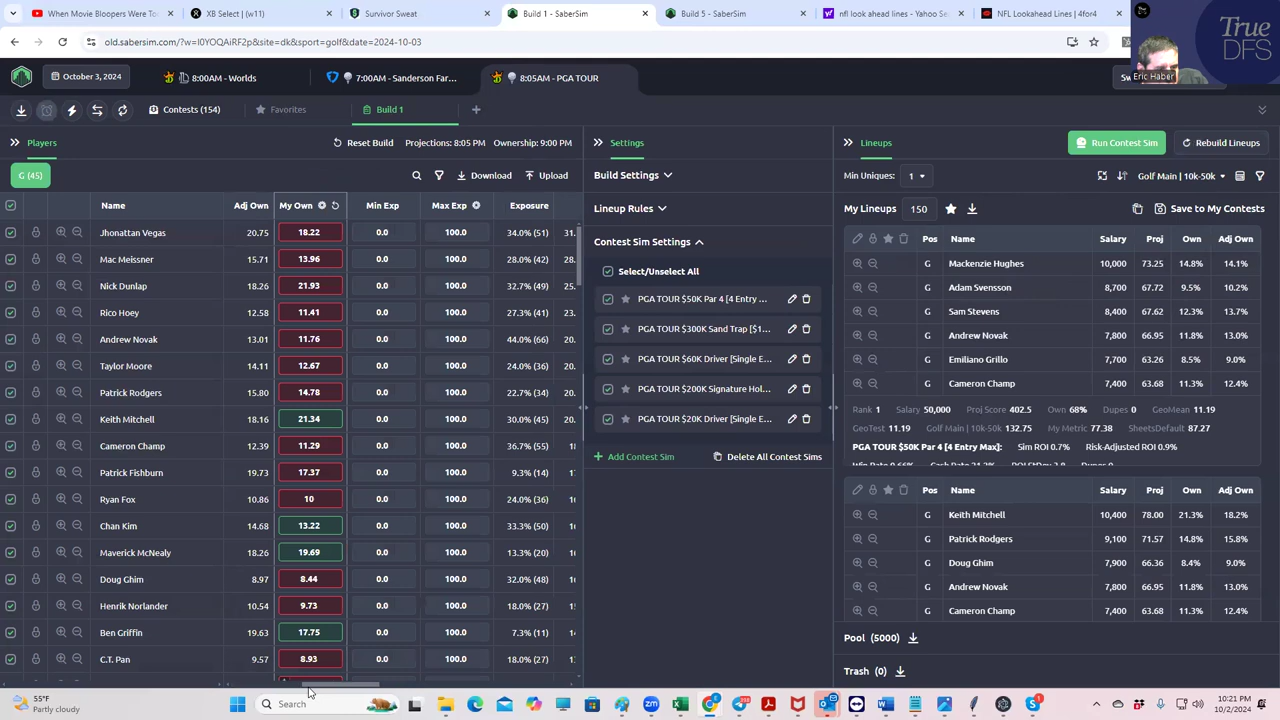 When Movie Bloopers Were Too
XB Select | (w11)
Survivor Sweat
Build 1 - SaberSim
Build 5 - SaberSim
nfl look ahead lines - Yahoo Se
NFL Lookahead Lines | 4for4
old.sabersim.com/?w=I0YOQAiRF2p&site=dk&sport=golf&date=2024-10-03
True DFS
Eric Haber
October 3, 2024
8:00AM - Worlds
7:00AM - Sanderson Far...
8:05AM - PGA TOUR
Sw
Contests (154)
Favorites
Build 1
Players
Reset Build
Projections: 8:05 PM
Ownership: 9:00 PM
Settings
Lineups
Run Contest Sim
Rebuild Lineups
G (45)
Download
Upload
Build Settings
Min Uniques: 1
Golf Main | 10k-50k
Name Adj Own My Own Min Exp Max Exp Exposure
Jhonattan Vegas 20.75 18.22 0.0 100.0 34.0% (51) 31.
Mac Meissner 15.71 13.96 0.0 100.0 28.0% (42) 28.
Nick Dunlap 18.26 21.93 0.0 100.0 32.7% (49) 25.
Rico Hoey 12.58 11.41 0.0 100.0 27.3% (41) 23.
Andrew Novak 13.01 11.76 0.0 100.0 44.0% (66) 20.
Taylor Moore 14.11 12.67 0.0 100.0 24.0% (36) 20.
Patrick Rodgers 15.80 14.78 0.0 100.0 22.7% (34) 20.
Keith Mitchell 18.16 21.34 0.0 100.0 30.0% (45) 20.
Cameron Champ 12.39 11.29 0.0 100.0 36.7% (55) 20.
Patrick Fishburn 19.73 17.37 0.0 100.0 9.3% (14) 20.
Ryan Fox 10.86 10 0.0 100.0 24.0% (36) 20.
Chan Kim 14.68 13.22 0.0 100.0 33.3% (50)
Maverick McNealy 18.26 19.69 0.0 100.0 13.3% (20)
Doug Ghim 8.97 8.44 0.0 100.0 32.0% (48)
Henrik Norlander 10.54 9.73 0.0 100.0 18.0% (27)
Ben Griffin 19.63 17.75 0.0 100.0 7.3% (11)
C.T. Pan 9.57 8.93 0.0 100.0 18.0% (27)
Lineup Rules
Contest Sim Settings
Select/Unselect All
PGA TOUR $50K Par 4 [4 Entry ...
PGA TOUR $300K Sand Trap [$1...
PGA TOUR $60K Driver [Single E...
PGA TOUR $200K Signature Hol...
PGA TOUR $20K Driver [Single E...
Add Contest Sim
Delete All Contest Sims
My Lineups 150
Save to My Contests
Pos Name Salary Proj Own Adj Own
G Mackenzie Hughes 10,000 73.25 14.8% 14.1%
G Adam Svensson 8,700 67.72 9.5% 10.2%
G Sam Stevens 8,400 67.62 12.3% 13.7%
G Andrew Novak 7,800 66.95 11.8% 13.0%
G Emiliano Grillo 7,700 63.26 8.5% 9.0%
G Cameron Champ 7,400 63.68 11.3% 12.4%
Rank 1 Salary 50,000 Proj Score 402.5 Own 68% Dupes 0 GeoMean 11.19
GeoTest 11.19 Golf Main | 10k-50k 132.75 My Metric 77.38 SheetsDefault 87.27
PGA TOUR $50K Par 4 [4 Entry Max]: Sim ROI 0.7% Risk-Adjusted ROI 0.9%
Pos Name Salary Proj Own Adj Own
G Keith Mitchell 10,400 78.00 21.3% 18.2%
G Patrick Rodgers 9,100 71.57 14.8% 15.8%
G Doug Ghim 7,900 66.36 8.4% 9.0%
G Andrew Novak 7,800 66.95 11.8% 13.0%
G Cameron Champ 7,400 63.68 11.3% 12.4%
Pool (5000)
Trash (0)
55°F
Partly cloudy
Search
10:21 PM
10/2/2024